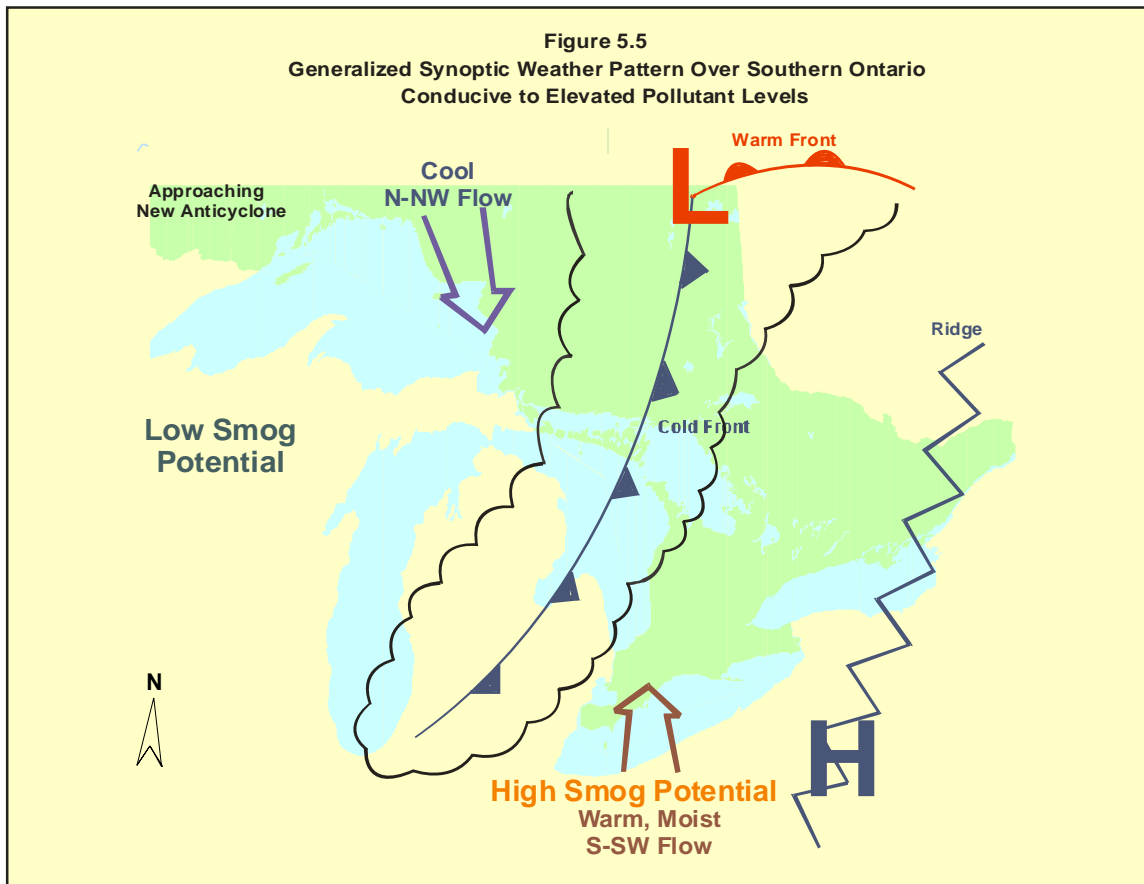 Figure 5.5
Generalized Synoptic Weather Pattern Over Southern Ontario
Conducive to Elevated Pollutant Levels
Warm Front
L
Cool
N-NW Flow
Approaching
New Anticyclone
Ridge
Low Smog
Potential
Cold Front
N
H
High Smog Potential
Warm, Moist
S-SW Flow